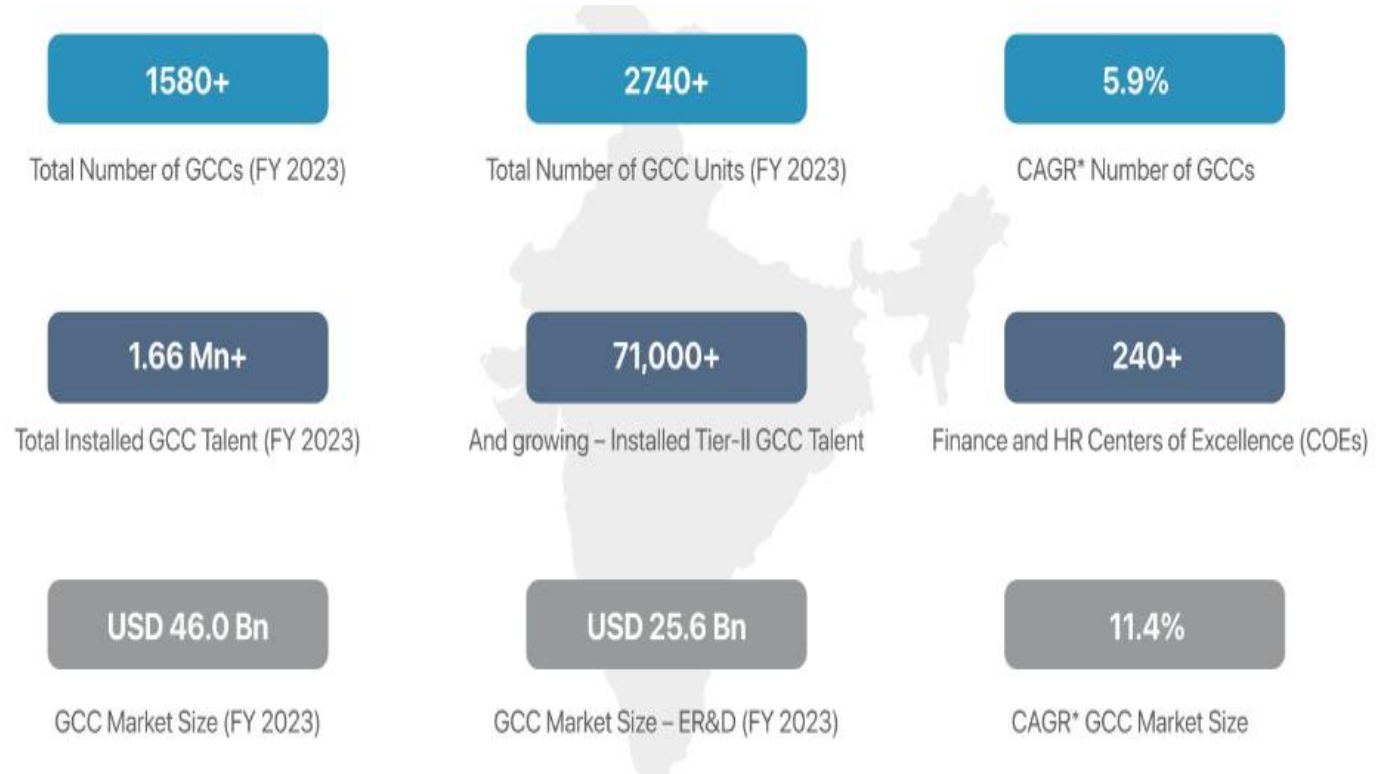 1580+
2740+
5.9%
Total Number of GCCs (FY 2023)
Total Number of GCC Units (FY 2023)
CAGR* Number of GCCs
1.66 Mn+
71,000+
240+
Total Installed GCC Talent (FY 2023)
And growing – Installed Tier-II GCC Talent
Finance and HR Centers of Excellence (COEs)
USD 46.0 Bn
USD 25.6 Bn
11.4%
GCC Market Size (FY 2023)
GCC Market Size – ER&D (FY 2023)
CAGR* GCC Market Size